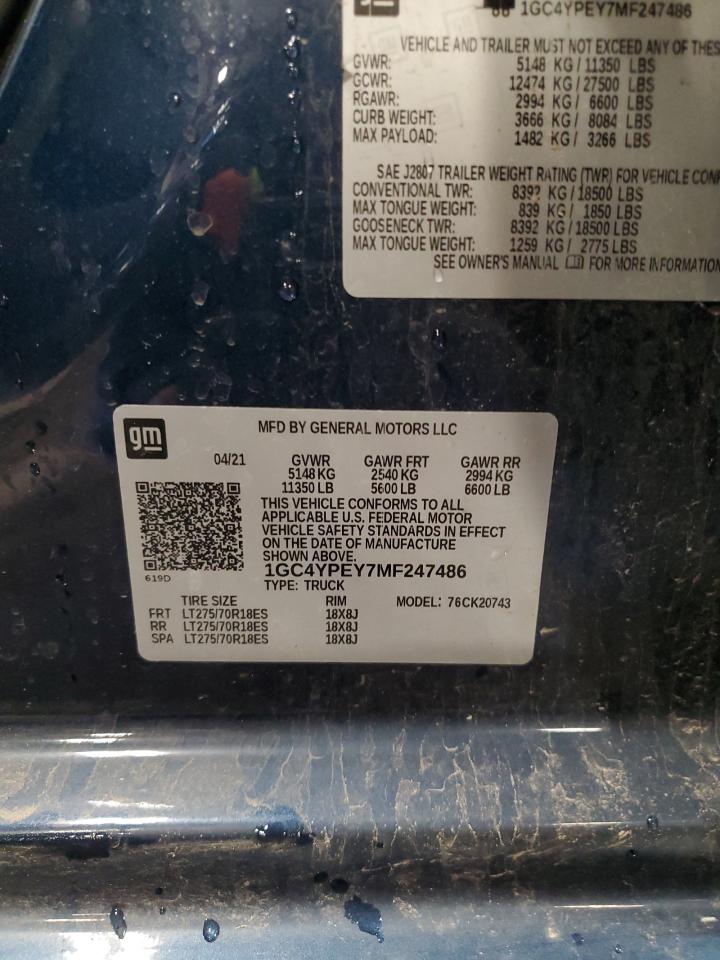 1GC4YPEY7MF247486
VEHICLE AND TRAILER MUST NOT EXCEED ANY OF THES
GVWR: 5148 KG / 11350 LBS
GCWR: 12474 KG / 27500 LBS
RGAWR: 2994 KG / 6600 LBS
CURB WEIGHT: 3666 KG / 8084 LBS
MAX PAYLOAD: 1482 KG / 3266 LBS
SAE J2807 TRAILER WEIGHT RATING (TWR) FOR VEHICLE CONF
CONVENTIONAL TWR: 8392 KG / 18500 LBS
MAX TONGUE WEIGHT: 839 KG / 1850 LBS
GOOSENECK TWR: 8392 KG / 18500 LBS
MAX TONGUE WEIGHT: 1259 KG / 2775 LBS
SEE OWNER'S MANUAL FOR MORE INFORMATION
gm
MFD BY GENERAL MOTORS LLC
04/21 GVWR GAWR FRT GAWR RR
5148 KG 2540 KG 2994 KG
11350 LB 5600 LB 6600 LB
THIS VEHICLE CONFORMS TO ALL
APPLICABLE U.S. FEDERAL MOTOR
VEHICLE SAFETY STANDARDS IN EFFECT
ON THE DATE OF MANUFACTURE
SHOWN ABOVE.
619D
1GC4YPEY7MF247486
TYPE: TRUCK
TIRE SIZE RIM MODEL: 76CK20743
FRT LT275/70R18ES 18X8J
RR LT275/70R18ES 18X8J
SPA LT275/70R18ES 18X8J